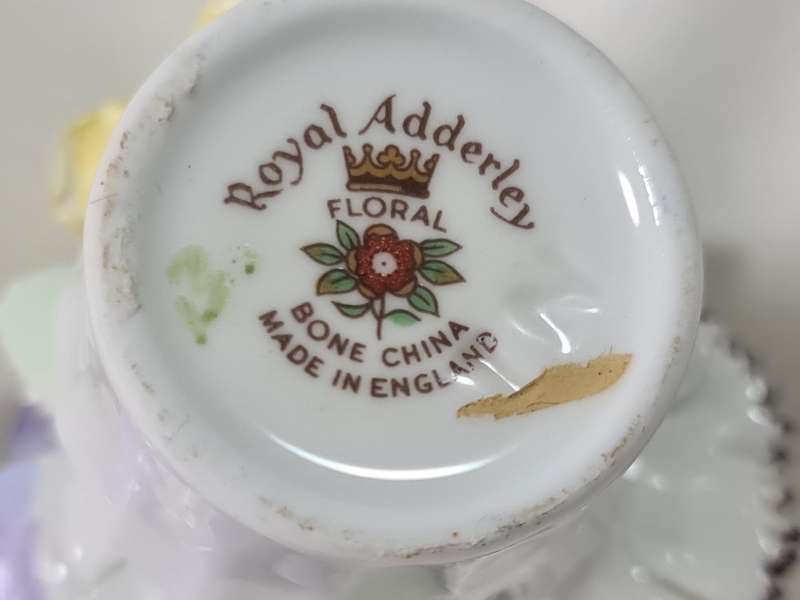 Royal Adderley
FLORAL
BONE CHINA
MADE IN ENGLAND